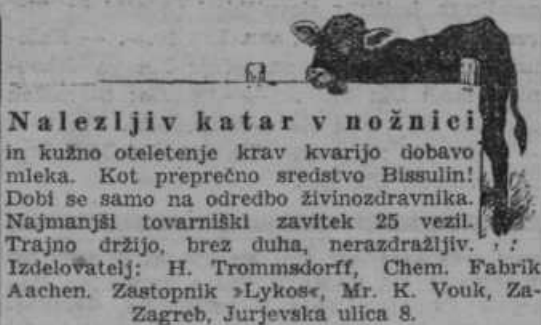 Nalezljiv katar v nožnici
in kužno oteletenje krav kvarijo dobavo
mleka. Kot preprečno sredstvo Bissulin!
Dobi se samo na odredbo živinozdravnika.
Najmanjši tovarniški zavitek 25 vezil.
Trajno držijo, brez duha, nerazdražljiv.
Izdelovatelj: H. Trommsdorff, Chem. Fabrik
Aachen. Zastopnik »Lykos«, Mr. K. Vouk, Za-
Zagreb, Jurjevska ulica 8.